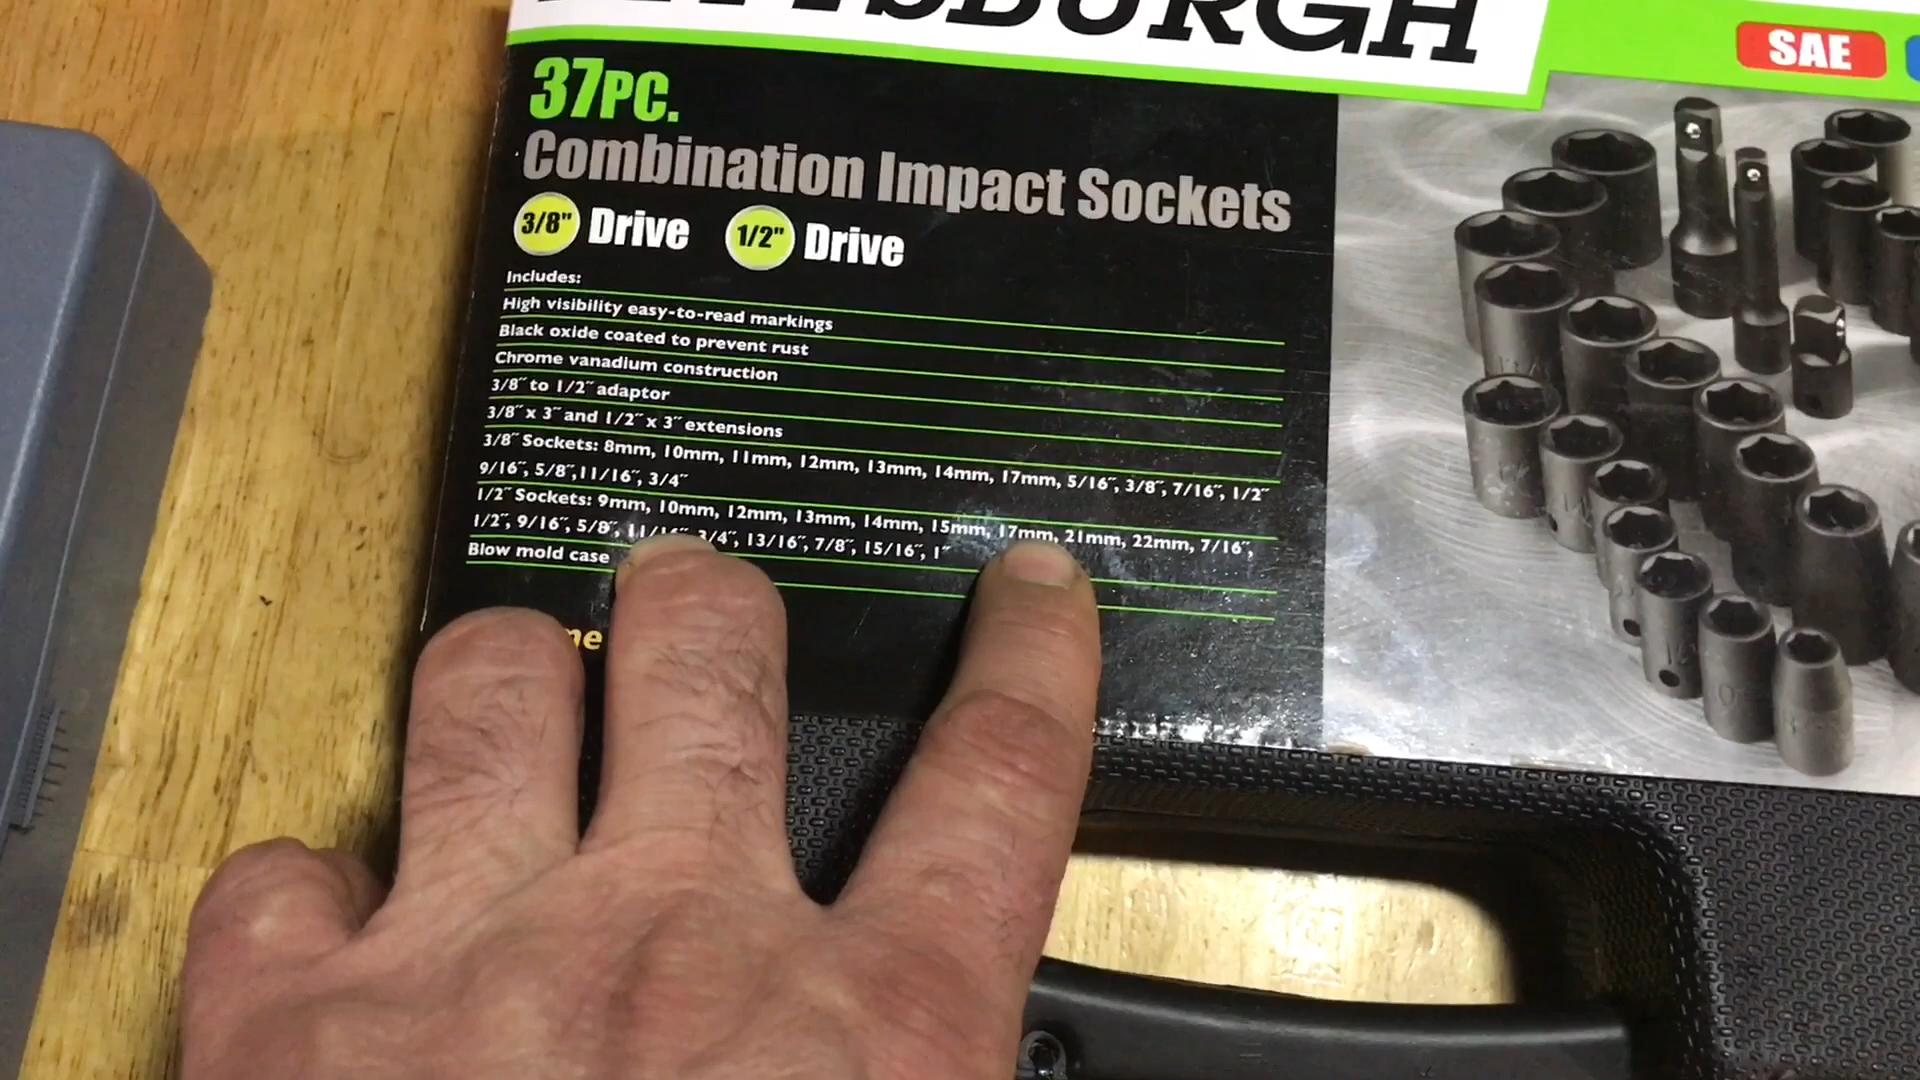 PITTSBURGH
SAE
37PC.
Combination Impact Sockets
3/8" Drive 1/2" Drive
Includes:
High visibility easy-to-read markings
Black oxide coated to prevent rust
Chrome vanadium construction
3/8″ to 1/2″ adaptor
3/8″ x 3″ and 1/2″ x 3″ extensions
3/8″ Sockets: 8mm, 10mm, 11mm, 12mm, 13mm, 14mm, 17mm, 5/16″, 3/8″, 7/16″, 1/2″
9/16″, 5/8″,11/16″, 3/4″
1/2″ Sockets: 9mm, 10mm, 12mm, 13mm, 14mm, 15mm, 17mm, 21mm, 22mm, 7/16″,
1/2″, 9/16″, 5/8″, 11/16″, 3/4″, 13/16″, 7/8″, 15/16″, 1″
Blow mold case